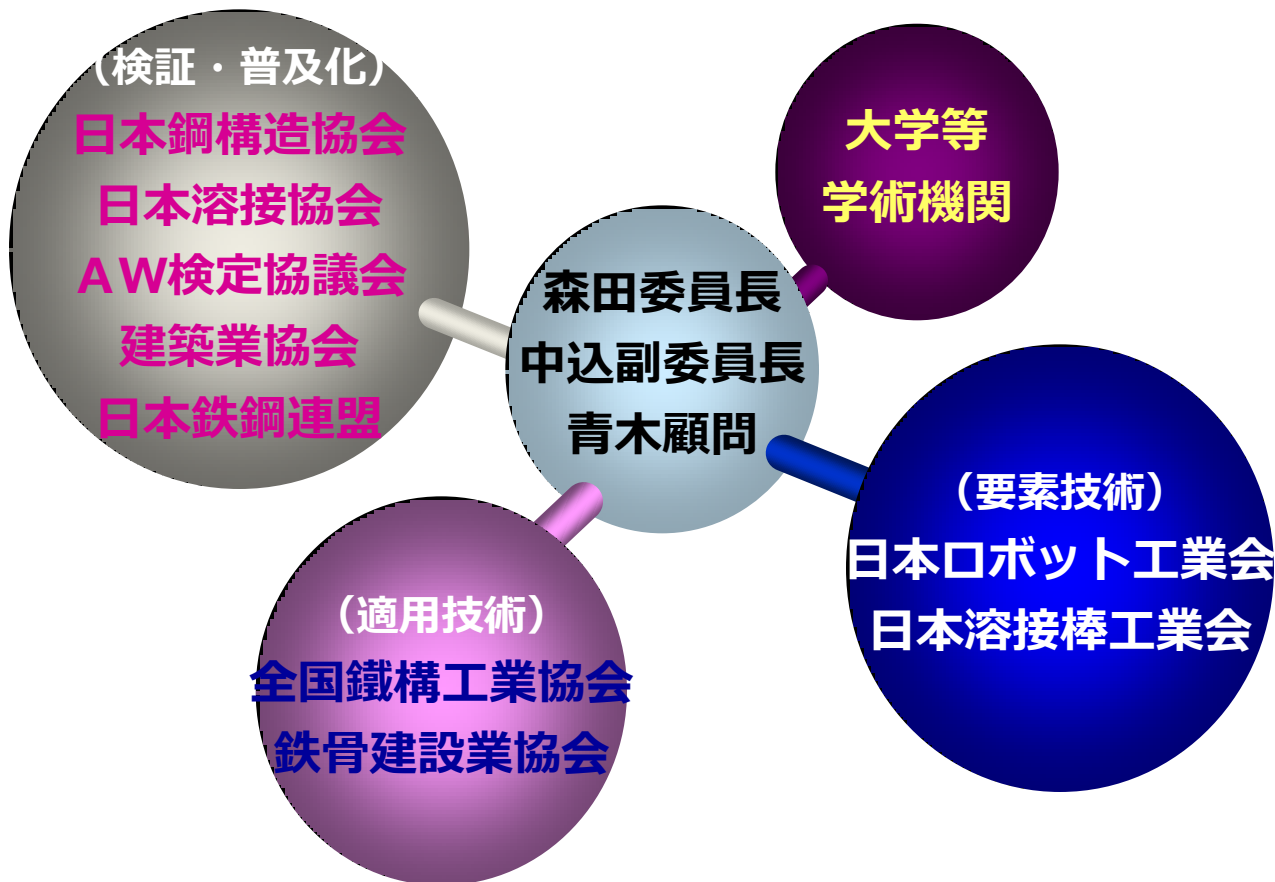 （検証・普及化）
日本鋼構造協会
日本溶接協会
ＡＷ検定協議会
建築業協会
日本鉄鋼連盟
大学等
学術機関
森田委員長
中込副委員長
青木顧問
（要素技術）
日本ロボット工業会
日本溶接棒工業会
（適用技術）
全国鐵構工業協会
鉄骨建設業協会